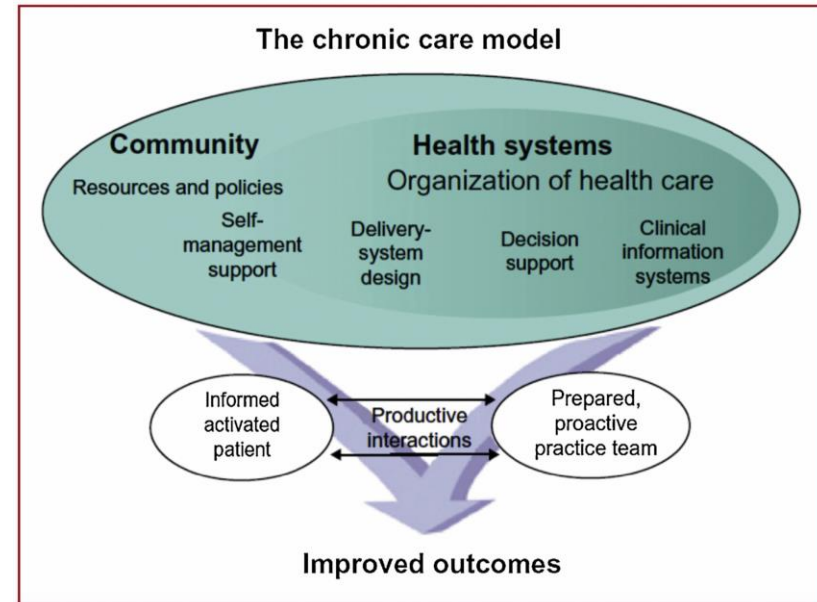 The chronic care model
Community
Resources and policies
Health systems
Organization of health care
Self-
management
support
Delivery-
system
design
Decision
support
Clinical
information
systems
Informed
activated
patient
Productive
interactions
Prepared,
proactive
practice team
Improved outcomes